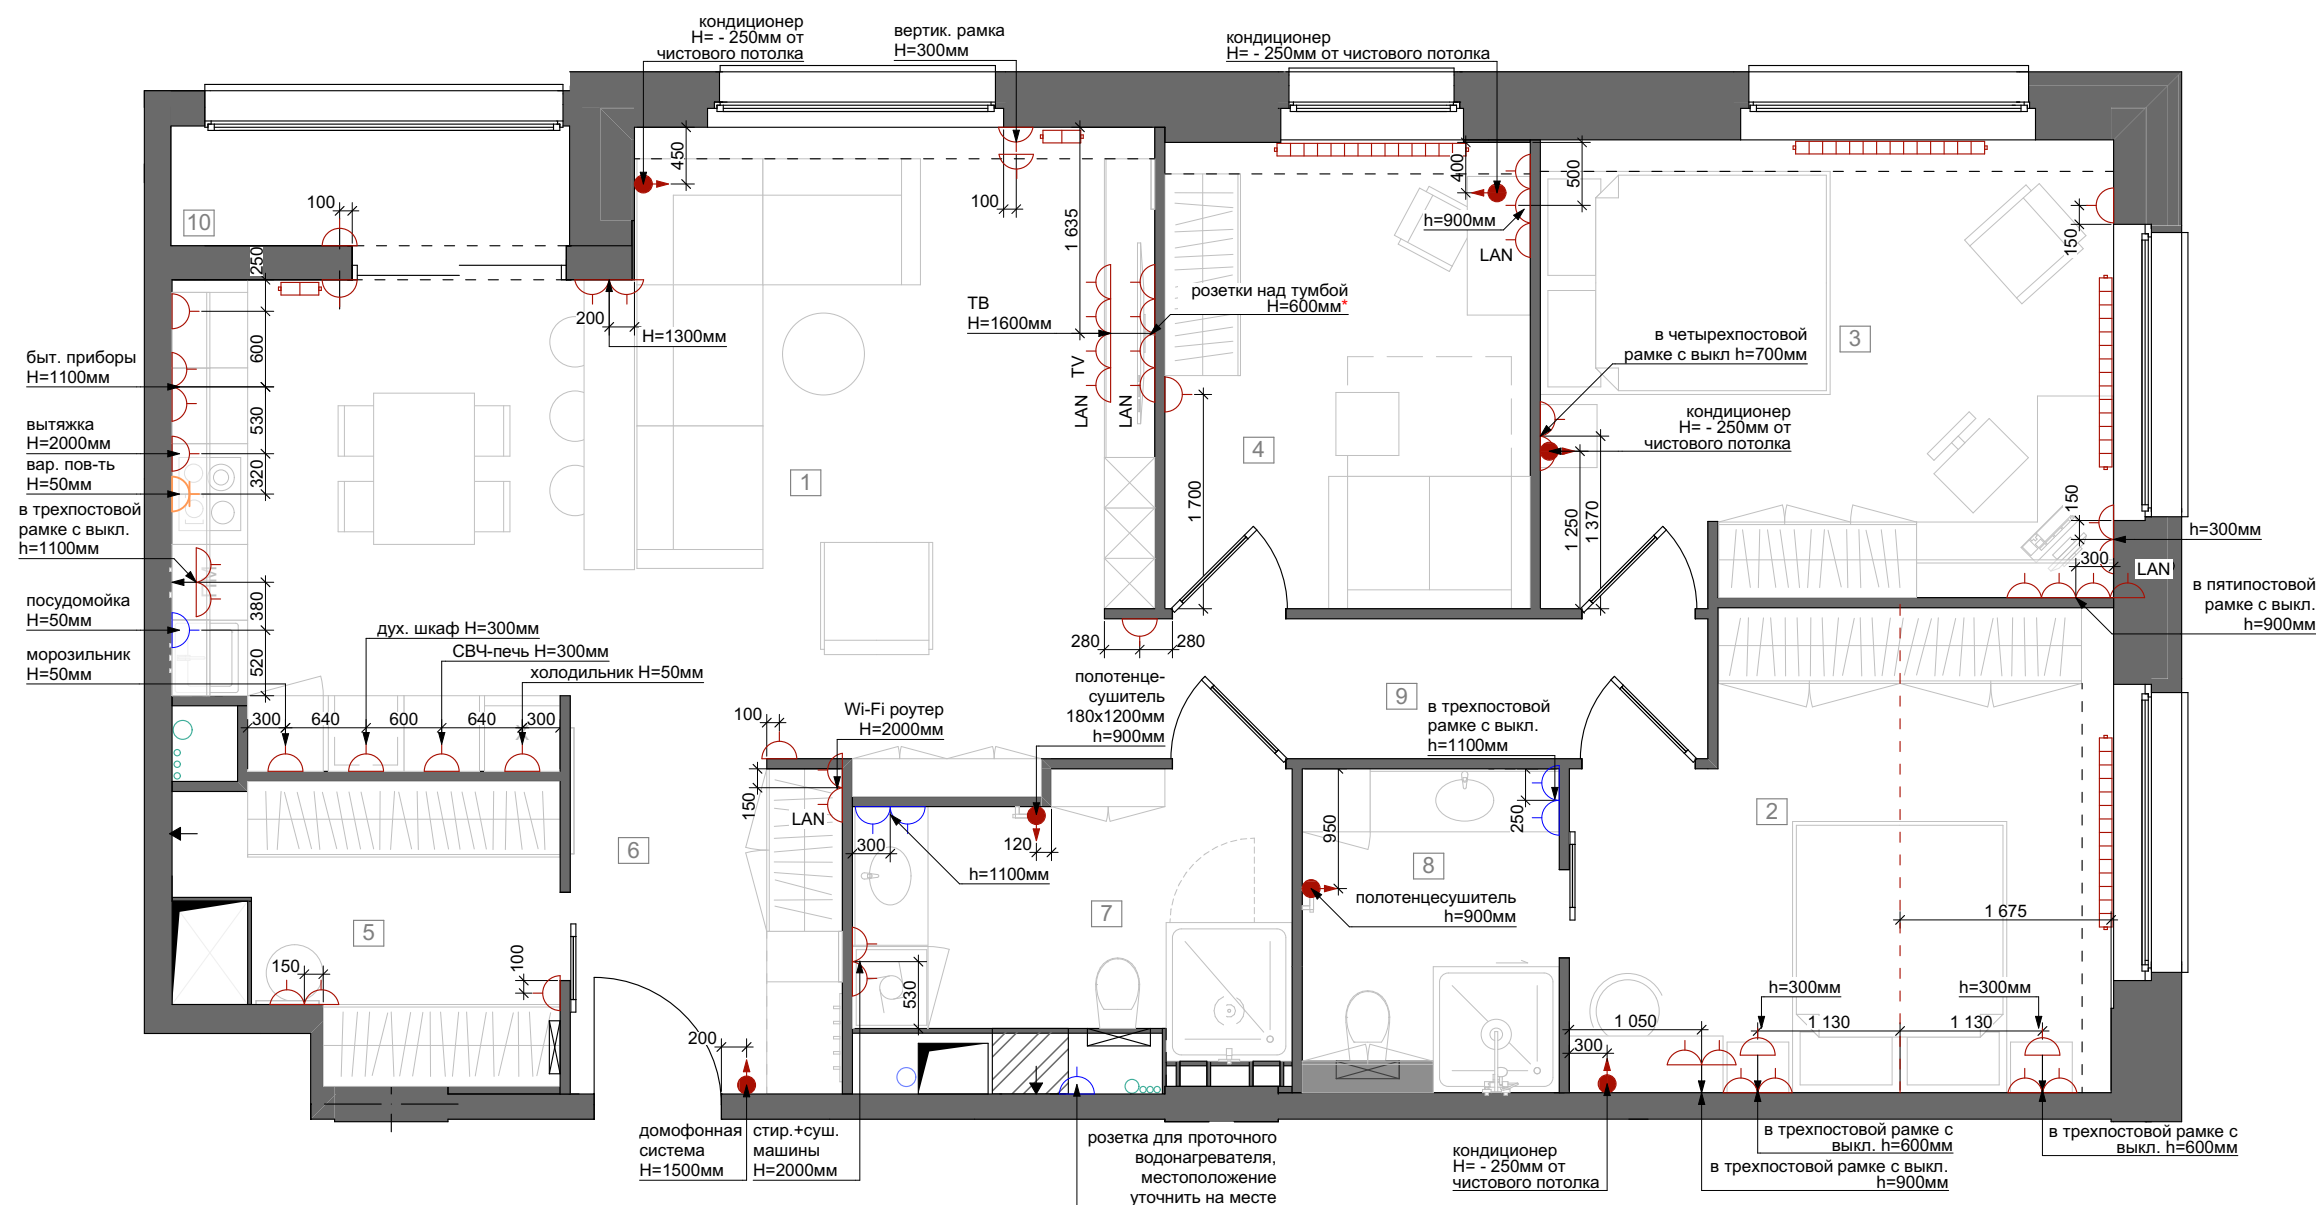 кондиционер
Н= - 250мм от
чистового потолка
вертик. рамка
Н=300мм
кондиционер
Н= - 250мм от чистового потолка
450
100
1 635
400
h=900мм
LAN
500
150
10
100
250
200
Н=1300мм
ТВ
Н=1600мм
розетки над тумбой
Н=600мм*
TV
LAN
LAN
в четырехпостовой
рамке с выкл h=700мм
3
кондиционер
Н= - 250мм от
чистового потолка
быт. приборы
Н=1100мм
вытяжка
Н=2000мм
вар. пов-ть
Н=50мм
в трехпостовой
рамке с выкл.
h=1100мм
посудомойка
Н=50мм
морозильник
Н=50мм
600
530
320
380
520
1
4
1 700
1 250
1 370
150
300
h=300мм
LAN
в пятипостовой
рамке с выкл.
h=900мм
дух. шкаф Н=300мм
СВЧ-печь Н=300мм
холодильник Н=50мм
300
640
600
640
300
280
280
полотенце-
сушитель
180х1200мм
h=900мм
100
Wi-Fi роутер
Н=2000мм
9
в трехпостовой
рамке с выкл.
h=1100мм
150
LAN
6
300
120
h=1100мм
950
250
8
2
полотенцесушитель
h=900мм
7
5
150
100
530
1 675
h=300мм
h=300мм
1 050
1 130
1 130
300
200
домофонная
система
Н=1500мм
стир.+суш.
машины
Н=2000мм
розетка для проточного
водонагревателя,
местоположение
уточнить на месте
кондиционер
Н= - 250мм от
чистового потолка
в трехпостовой рамке с
выкл. h=600мм
в трехпостовой рамке с выкл.
h=900мм
в трехпостовой рамке с
выкл. h=600мм